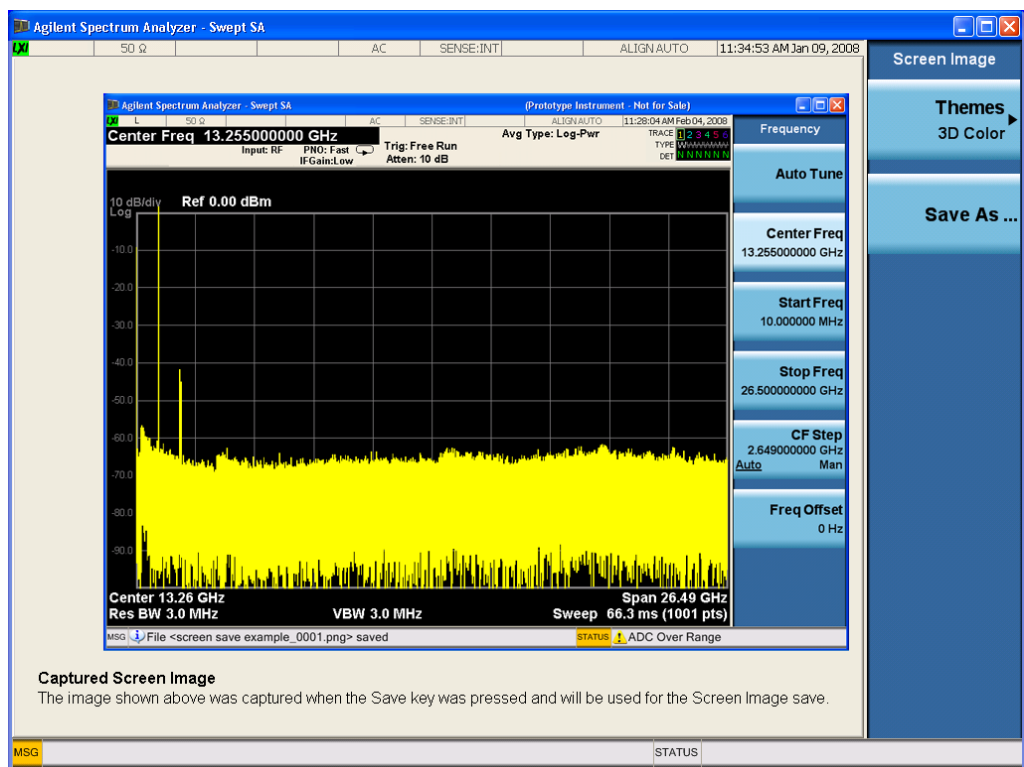 Agilent Spectrum Analyzer - Swept SA
LXI 50 Ω AC SENSE:INT ALIGN AUTO 11:34:53 AM Jan 09, 2008
Screen Image
Themes
3D Color
Save As ...
Agilent Spectrum Analyzer - Swept SA (Prototype Instrument - Not for Sale)
LXI L 50 Ω AC SENSE:INT ALIGNAUTO 11:28:04 AM Feb 04, 2008
Center Freq 13.255000000 GHz
Input: RF PNO: Fast
IFGain:Low
Trig: Free Run
Atten: 10 dB
Avg Type: Log-Pwr
TRACE 1 2 3 4 5 6
TYPE WWWWWW
DET N N N N N N
10 dB/div Ref 0.00 dBm
Log
-10.0
-20.0
-30.0
-40.0
-50.0
-60.0
-70.0
-80.0
-90.0
Center 13.26 GHz Span 26.49 GHz
Res BW 3.0 MHz VBW 3.0 MHz Sweep 66.3 ms (1001 pts)
Frequency
Auto Tune
Center Freq
13.255000000 GHz
Start Freq
10.000000 MHz
Stop Freq
26.500000000 GHz
CF Step
2.649000000 GHz
Auto Man
Freq Offset
0 Hz
MSG File <screen save example_0001.png> saved STATUS ADC Over Range
Captured Screen Image
The image shown above was captured when the Save key was pressed and will be used for the Screen Image save.
MSG STATUS